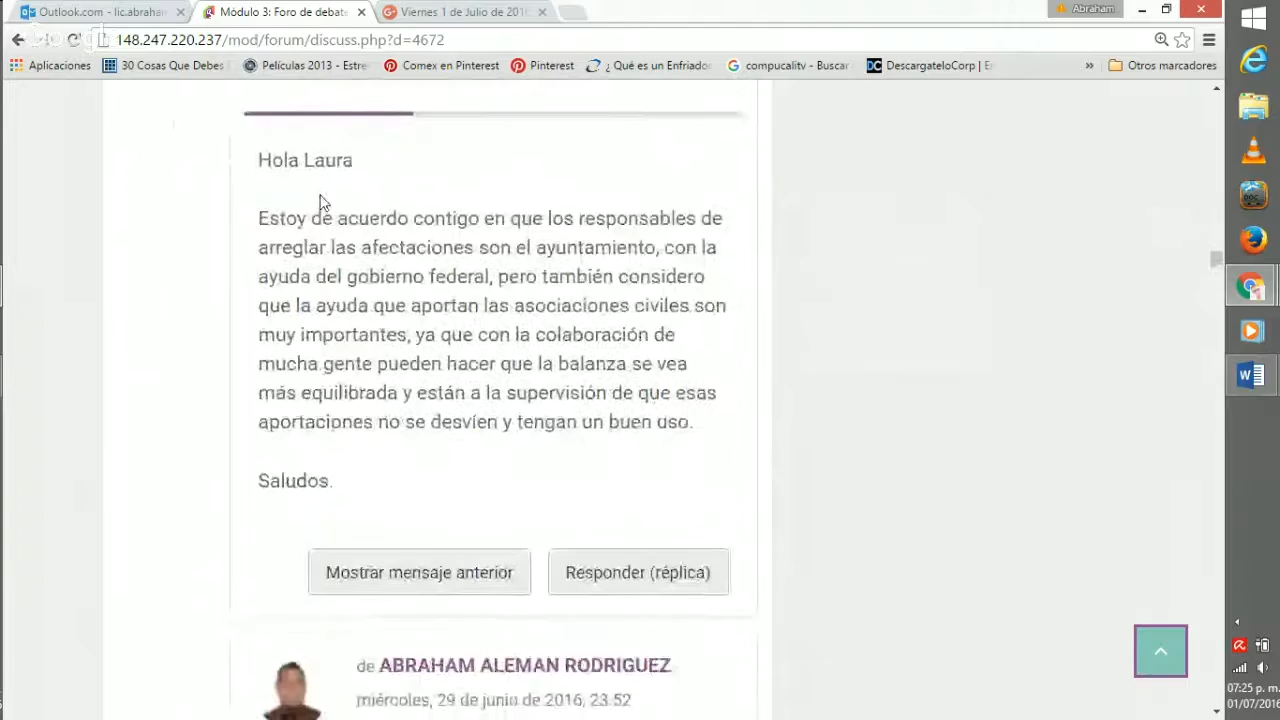 Outlook.com - lic.abraham
Módulo 3: Foro de debate
Viernes 1 de Julio de 2016
Abraham
148.247.220.237/mod/forum/discuss.php?d=4672
Aplicaciones
30 Cosas Que Debes
Películas 2013 - Estre
Comex en Pinterest
Pinterest
¿ Qué es un Enfriado
compucalitv - Buscar
DescargateloCorp | E
»
Otros marcadores
Hola Laura
Estoy de acuerdo contigo en que los responsables de
arreglar las afectaciones son el ayuntamiento, con la
ayuda del gobierno federal, pero también considero
que la ayuda que aportan las asociaciones civiles son
muy importantes, ya que con la colaboración de
mucha gente pueden hacer que la balanza se vea
más equilibrada y están a la supervisión de que esas
aportaciones no se desvíen y tengan un buen uso.
Saludos.
Mostrar mensaje anterior
Responder (réplica)
de ABRAHAM ALEMAN RODRIGUEZ
miércoles, 29 de junio de 2016, 23:52
07:25 p. m.
01/07/2016